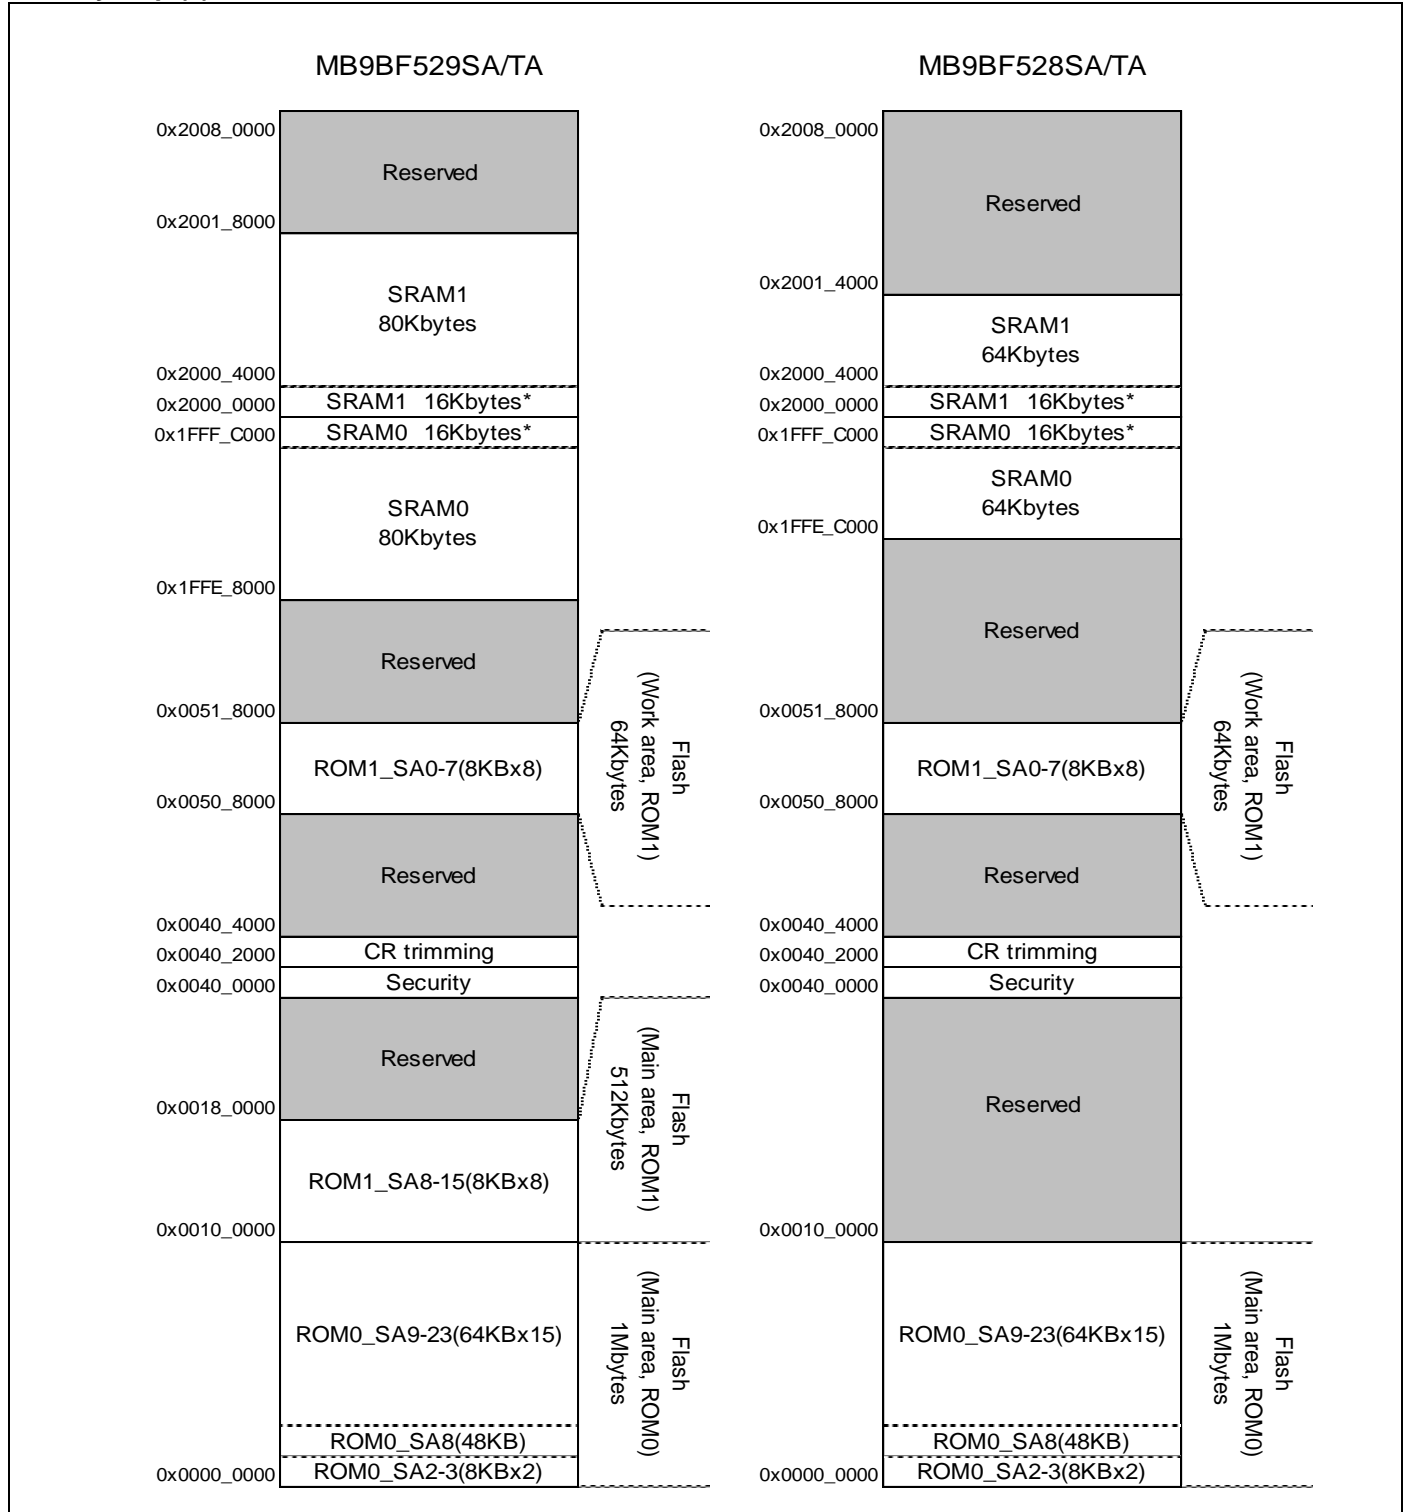 MB9BF529SA/TA
0x2008_0000
Reserved
0x2001_8000
SRAM1
80Kbytes
0x2000_4000
SRAM1 16Kbytes*
0x2000_0000
SRAM0 16Kbytes*
0x1FFF_C000
SRAM0
80Kbytes
0x1FFE_8000
Reserved
0x0051_8000
ROM1_SA0-7(8KBx8)
0x0050_8000
Flash
(Work area, ROM1)
64Kbytes
Reserved
0x0040_4000
CR trimming
0x0040_2000
Security
0x0040_0000
Reserved
0x0018_0000
Flash
(Main area, ROM1)
512Kbytes
ROM1_SA8-15(8KBx8)
0x0010_0000
ROM0_SA9-23(64KBx15)
Flash
(Main area, ROM0)
1Mbytes
ROM0_SA8(48KB)
ROM0_SA2-3(8KBx2)
0x0000_0000
MB9BF528SA/TA
0x2008_0000
Reserved
0x2001_4000
SRAM1
64Kbytes
0x2000_4000
SRAM1 16Kbytes*
0x2000_0000
SRAM0 16Kbytes*
0x1FFF_C000
SRAM0
64Kbytes
0x1FFE_C000
Reserved
0x0051_8000
ROM1_SA0-7(8KBx8)
0x0050_8000
Flash
(Work area, ROM1)
64Kbytes
Reserved
0x0040_4000
CR trimming
0x0040_2000
Security
0x0040_0000
Reserved
0x0010_0000
ROM0_SA9-23(64KBx15)
Flash
(Main area, ROM0)
1Mbytes
ROM0_SA8(48KB)
ROM0_SA2-3(8KBx2)
0x0000_0000